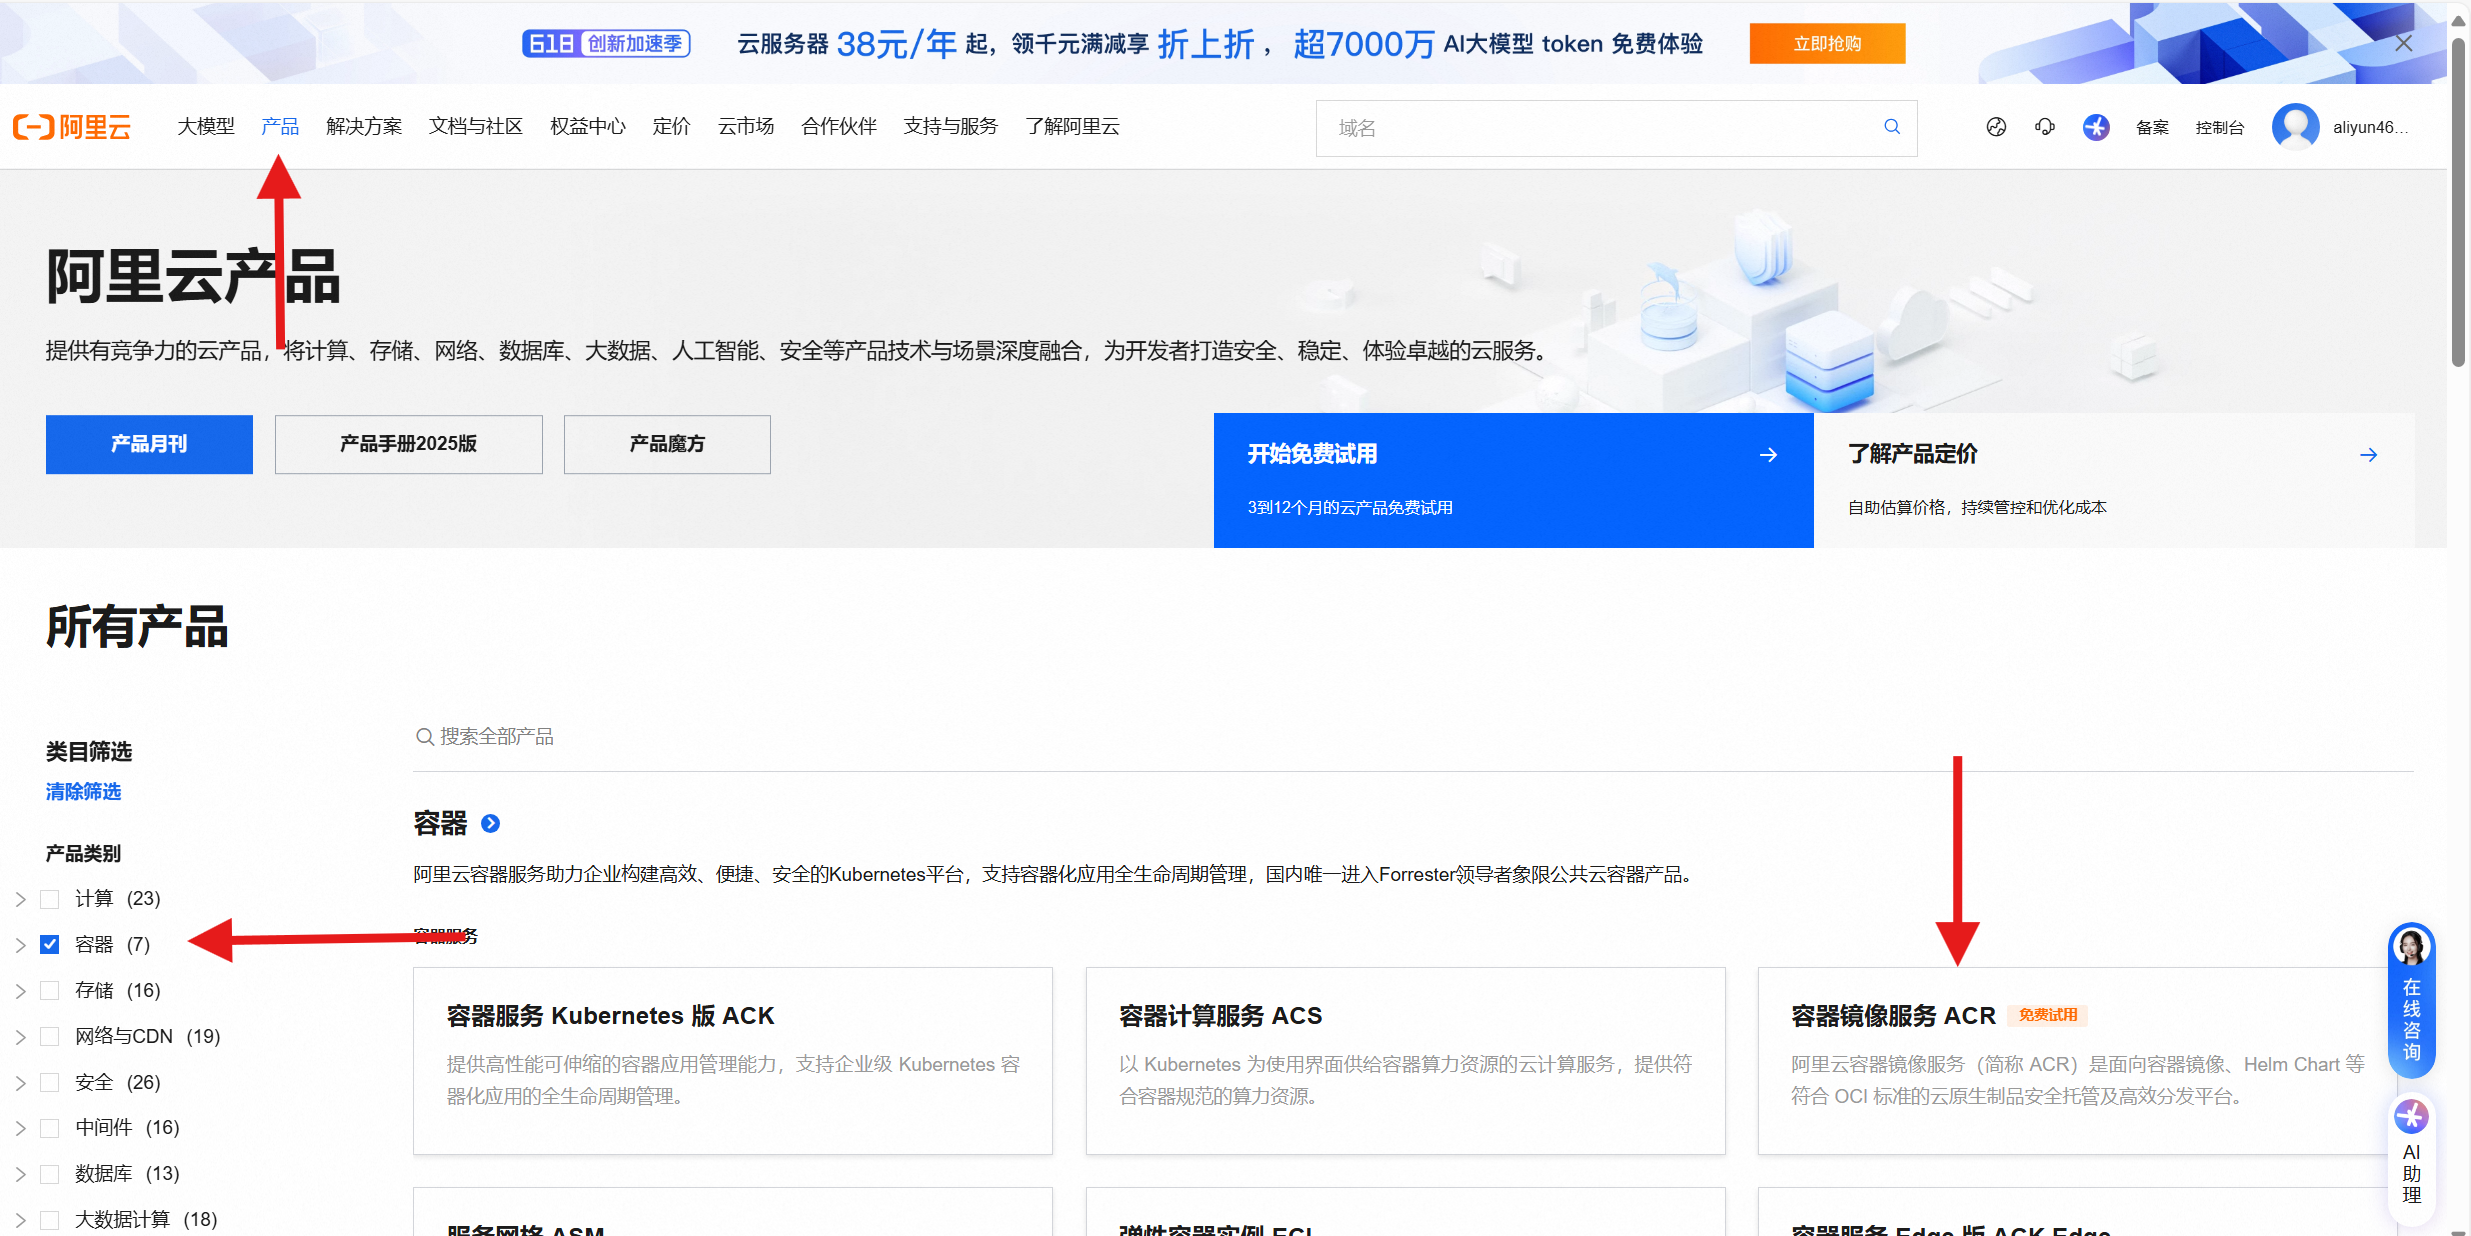 618 创新加速季 云服务器 38元/年 起，领千元满减享 折上折， 超7000万 AI大模型 token 免费体验 立即抢购
阿里云 大模型 产品 解决方案 文档与社区 权益中心 定价 云市场 合作伙伴 支持与服务 了解阿里云 域名 备案 控制台 aliyun46...
阿里云产品
提供有竞争力的云产品，将计算、存储、网络、数据库、大数据、人工智能、安全等产品技术与场景深度融合，为开发者打造安全、稳定、体验卓越的云服务。
产品月刊 产品手册2025版 产品魔方
开始免费试用
3到12个月的云产品免费试用
了解产品定价
自助估算价格，持续管控和优化成本
所有产品
类目筛选
清除筛选
产品类别
计算 (23)
容器 (7)
存储 (16)
网络与CDN (19)
安全 (26)
中间件 (16)
数据库 (13)
大数据计算 (18)
搜索全部产品
容器
阿里云容器服务助力企业构建高效、便捷、安全的Kubernetes平台，支持容器化应用全生命周期管理，国内唯一进入Forrester领导者象限公共云容器产品。
容器服务
容器服务 Kubernetes 版 ACK
提供高性能可伸缩的容器应用管理能力，支持企业级 Kubernetes 容
器化应用的全生命周期管理。
容器计算服务 ACS
以 Kubernetes 为使用界面供给容器算力资源的云计算服务，提供符
合容器规范的算力资源。
容器镜像服务 ACR 免费试用
阿里云容器镜像服务（简称 ACR）是面向容器镜像、Helm Chart 等
符合 OCI 标准的云原生制品安全托管及高效分发平台。
服务网格 ASM
弹性容器实例 ECI
容器服务 Edge 版 ACK Edge
在线咨询
AI助理